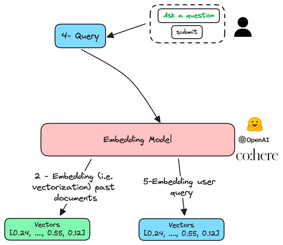 Ask a question
submit
4- Query
Embedding Model
OpenAI
co:here
2 - Embedding (i.e.
vectorization) past
documents
5-Embedding user
query
Vectors
[0.24, ...., 0.55, 0.12]
Vectors
[0.24, ...., 0.55, 0.12]